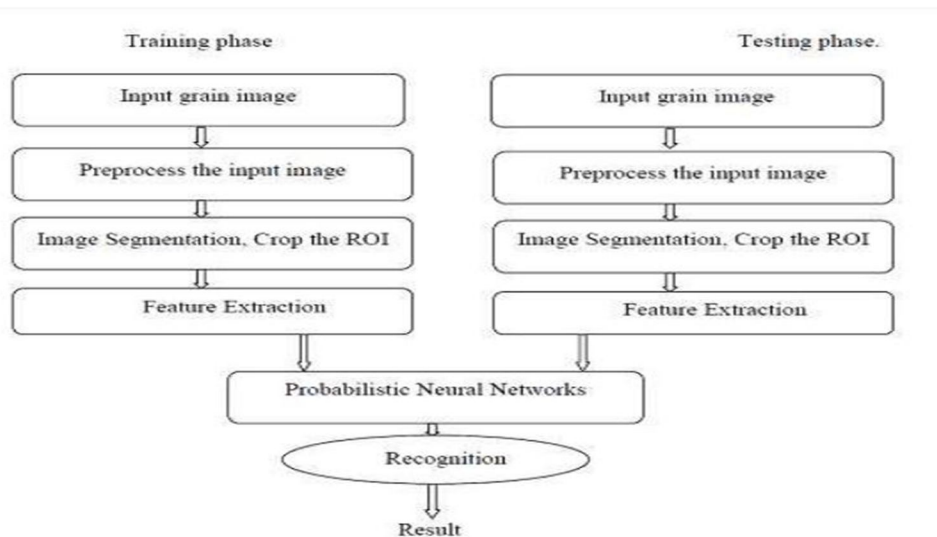 Training phase
Testing phase.
Input grain image
Input grain image
Preprocess the input image
Preprocess the input image
Image Segmentation, Crop the ROI
Image Segmentation, Crop the ROI
Feature Extraction
Feature Extraction
Probabilistic Neural Networks
Recognition
Result